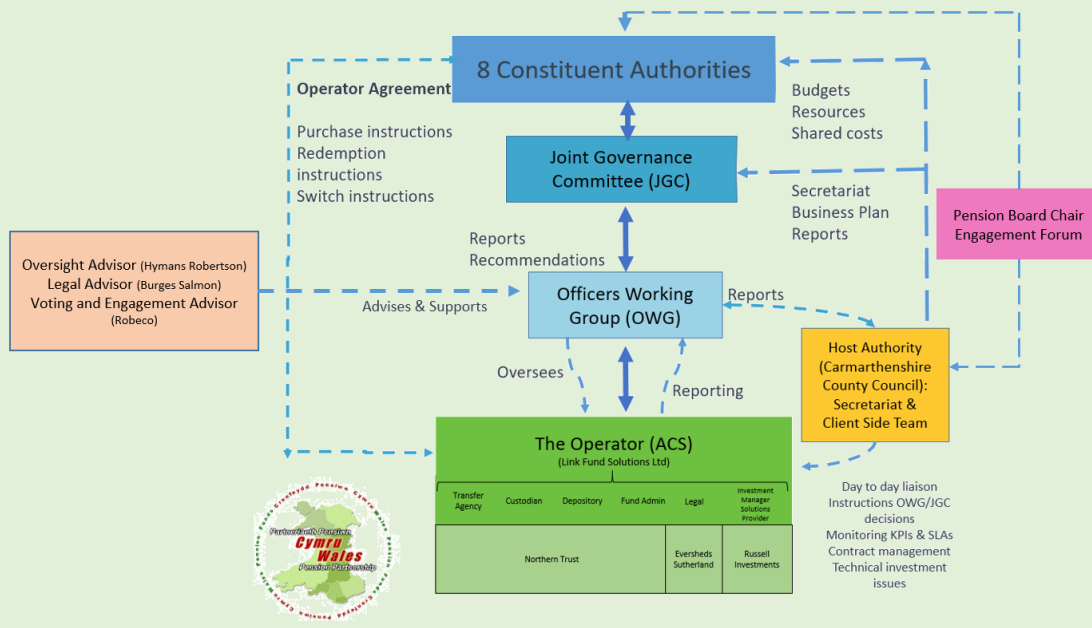 8 Constituent Authorities
Operator Agreement
Purchase instructions
Redemption
instructions
Switch instructions
Budgets
Resources
Shared costs
Joint Governance
Committee (JGC)
Secretariat
Business Plan
Reports
Pension Board Chair
Engagement Forum
Oversight Advisor (Hymans Robertson)
Legal Advisor (Burges Salmon)
Voting and Engagement Advisor
(Robeco)
Reports
Recommendations
Advises & Supports
Officers Working
Group (OWG)
Reports
Host Authority
(Carmarthenshire
County Council):
Secretariat &
Client Side Team
Oversees
Reporting
The Operator (ACS)
(Link Fund Solutions Ltd)
Transfer
Agency
Custodian
Depository
Fund Admin
Legal
Investment
Manager
Solutions
Provider
Northern Trust
Eversheds
Sutherland
Russell
Investments
Day to day liaison
Instructions OWG/JGC
decisions
Monitoring KPIs & SLAs
Contract management
Technical investment
issues
Partneriaeth Pensiwn
Cymru
Wales
Pension Partnership